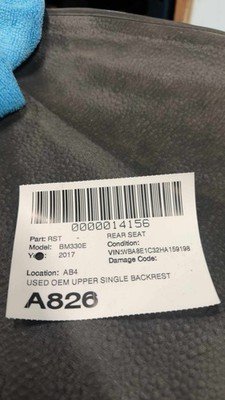 0000014156
Part: RST REAR SEAT
Model: BM330E Condition:
Year: 2017 VIN:WBA8E1C32HA159198
Damage Code:
Location: AB4
USED OEM UPPER SINGLE BACKREST
A826